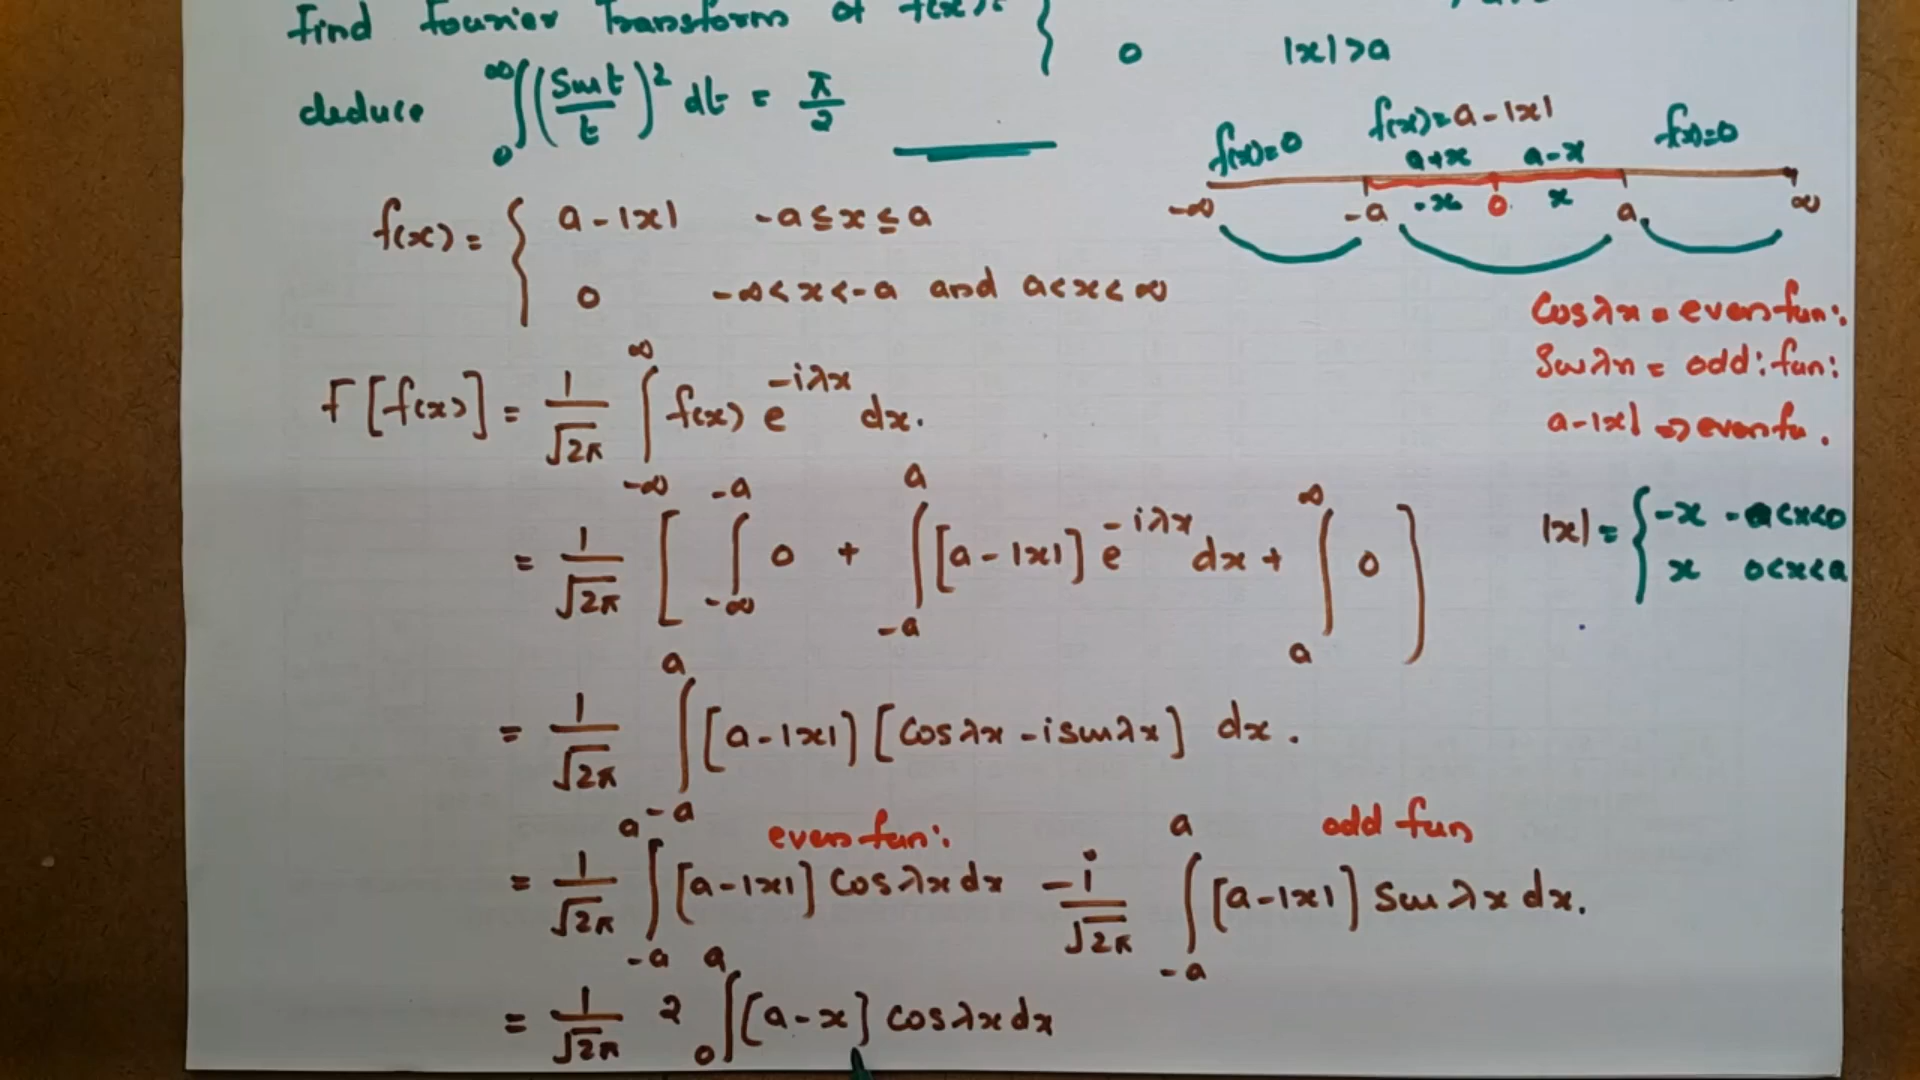 Find Fourier Transform of f(x) = {
0 |x|>a
deduce ∞∫0 (Sint/t)² dt = π/2
f(x)=0 f(x)=a-|x| f(x)=0
a+x a-x
-∞ -a -x 0 x a ∞
f(x) = { a-|x| -a≤x≤a
0 -∞<x<-a and a<x<∞
Cosλx = even fun:
Sinλx = odd: fun:
a-|x| => even fu.
F[f(x)] = 1/√2π ∞∫-∞ f(x) e^-iλx dx.
|x| = { -x -a<x<0
x 0<x<a
= 1/√2π [ -a∫-∞ 0 + a∫-a [a-|x|] e^-iλx dx + ∞∫a 0 ]
= 1/√2π a∫-a [a-|x|] [Cosλx - i sinλx] dx.
even fun: odd fun
= 1/√2π a∫-a [a-|x|] Cosλx dx -i/√2π a∫-a [a-|x|] Sinλx dx.
= 1/√2π 2 a∫0 [a-x] cosλx dx